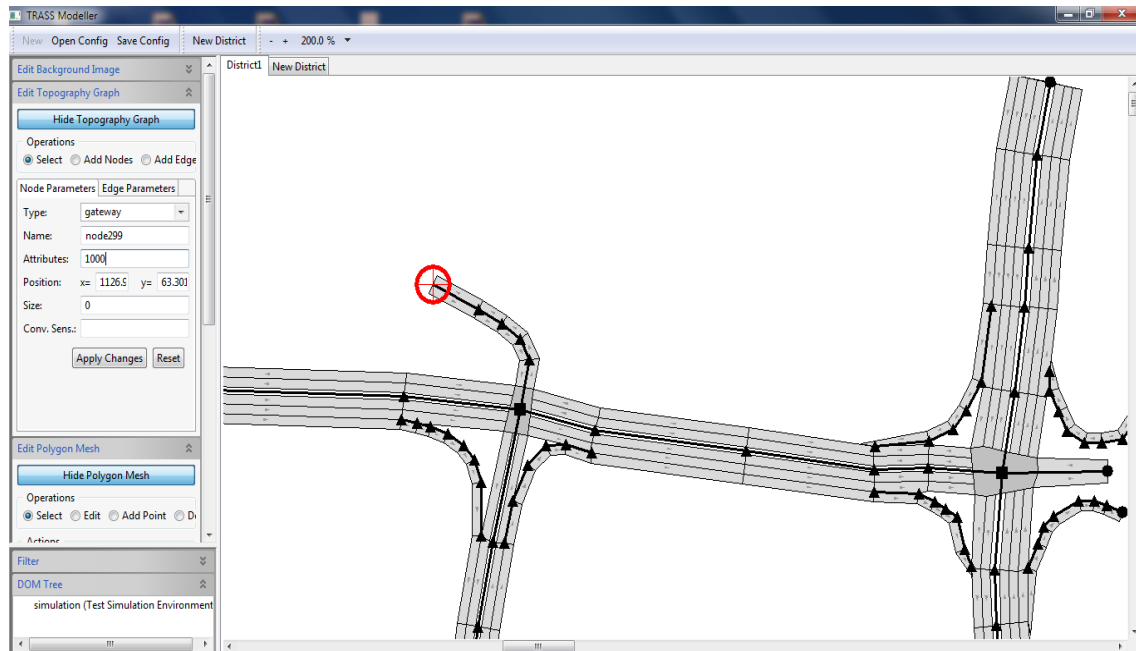 TRASS Modeller
New Open Config Save Config New District - + 200.0 %
Edit Background Image
District1 New District
Edit Topography Graph
Hide Topography Graph
Operations
Select Add Nodes Add Edge
Node Parameters Edge Parameters
Type: gateway
Name: node299
Attributes: 1000
Position: x= 1126.9 y= 63.301
Size: 0
Conv. Sens.:
Apply Changes Reset
Edit Polygon Mesh
Hide Polygon Mesh
Operations
Select Edit Add Point D
Actions
Filter
DOM Tree
simulation (Test Simulation Environment